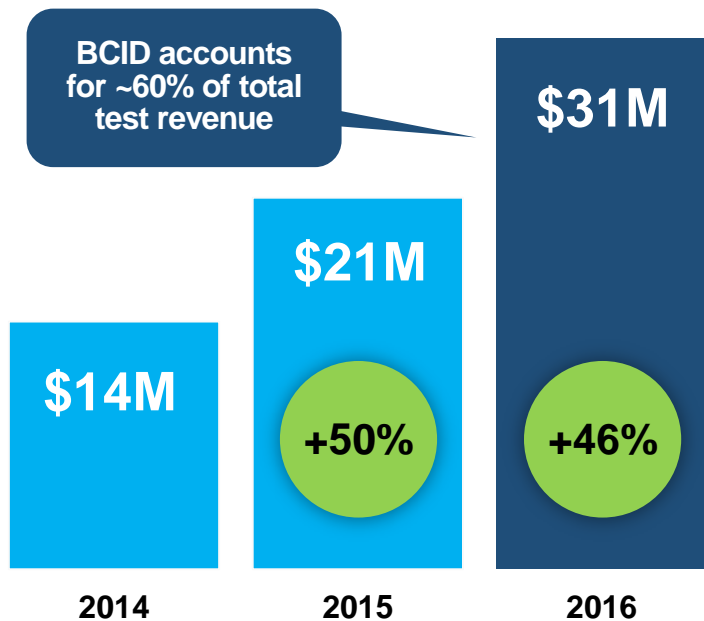 BCID accounts
for ~60% of total
test revenue
$31M
$21M
$14M
+50%
+46%
2014
2015
2016